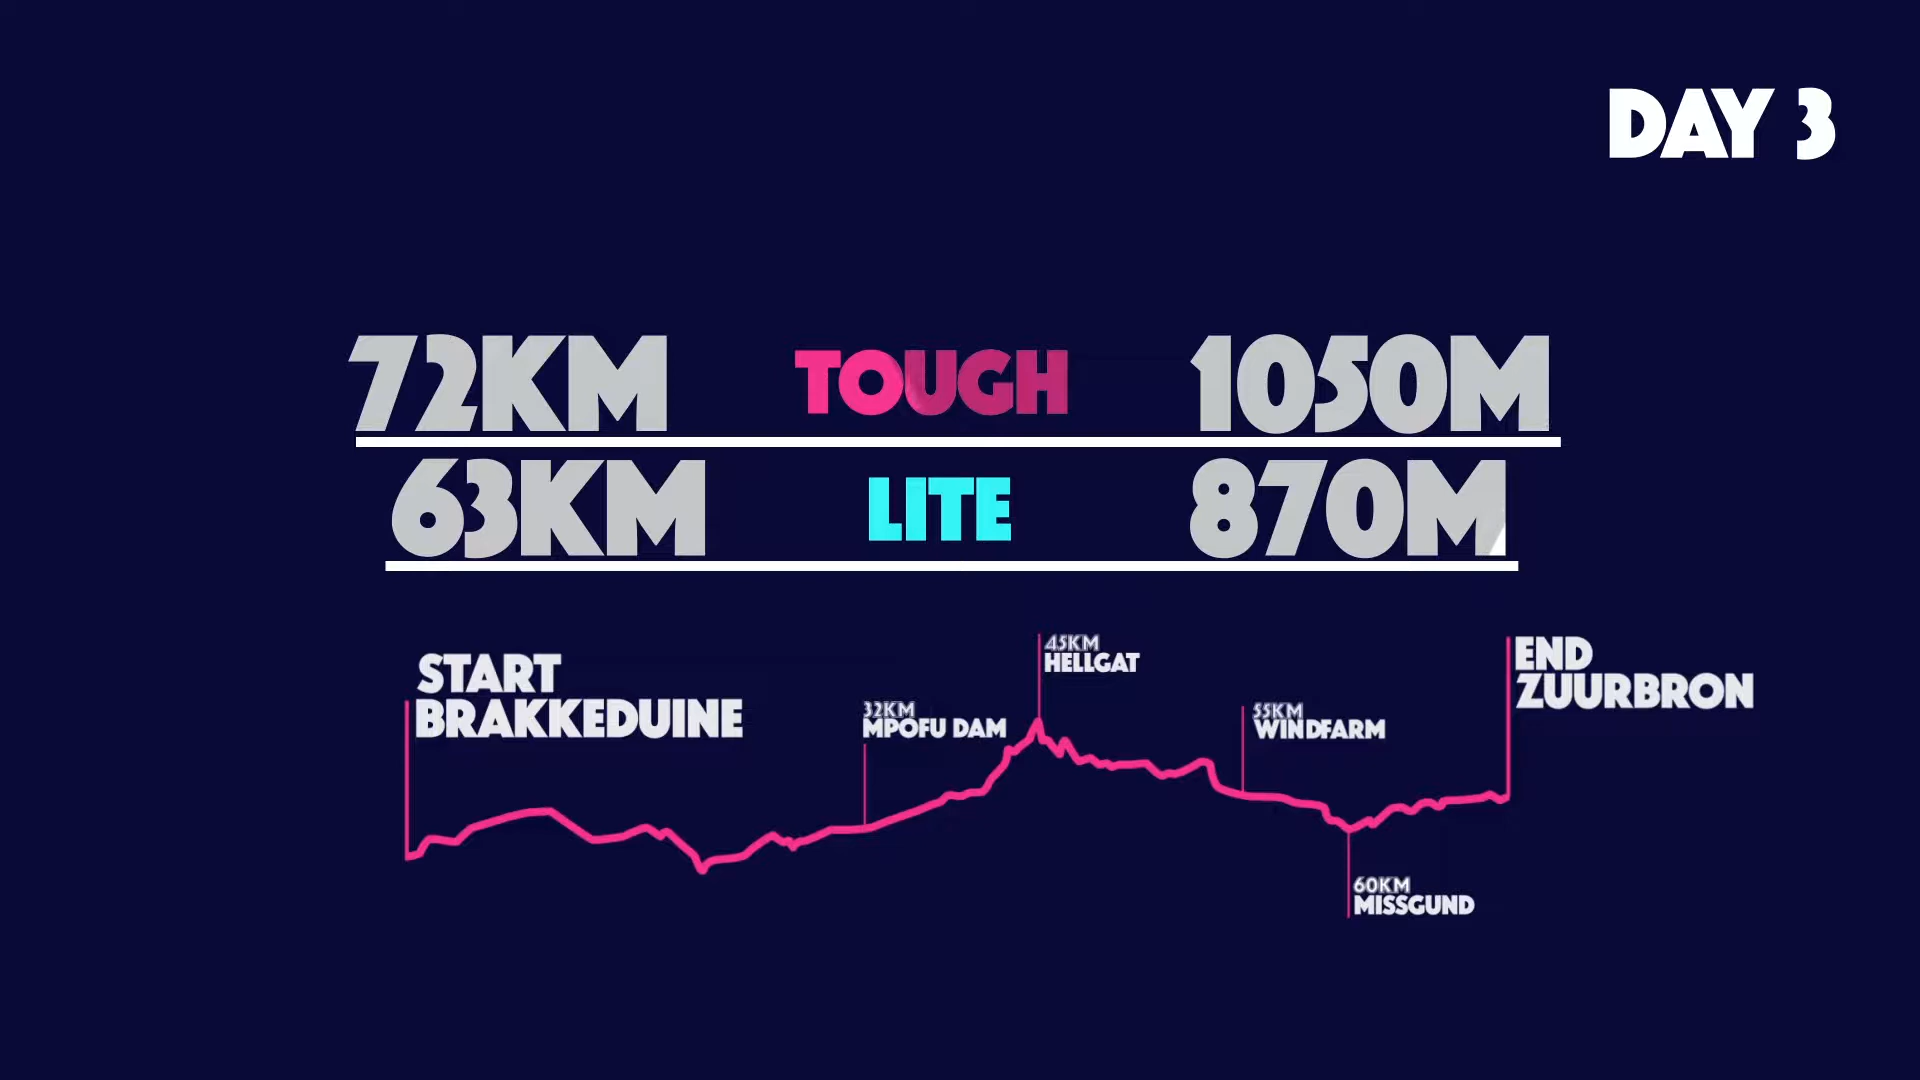 DAY 3
72KM TOUGH 1050M
63KM LITE 870M
START
BRAKKEDUINE
32KM
MPOFU DAM
45KM
HELLGAT
55KM
WINDFARM
60KM
MISSGUND
END
ZUURBRON